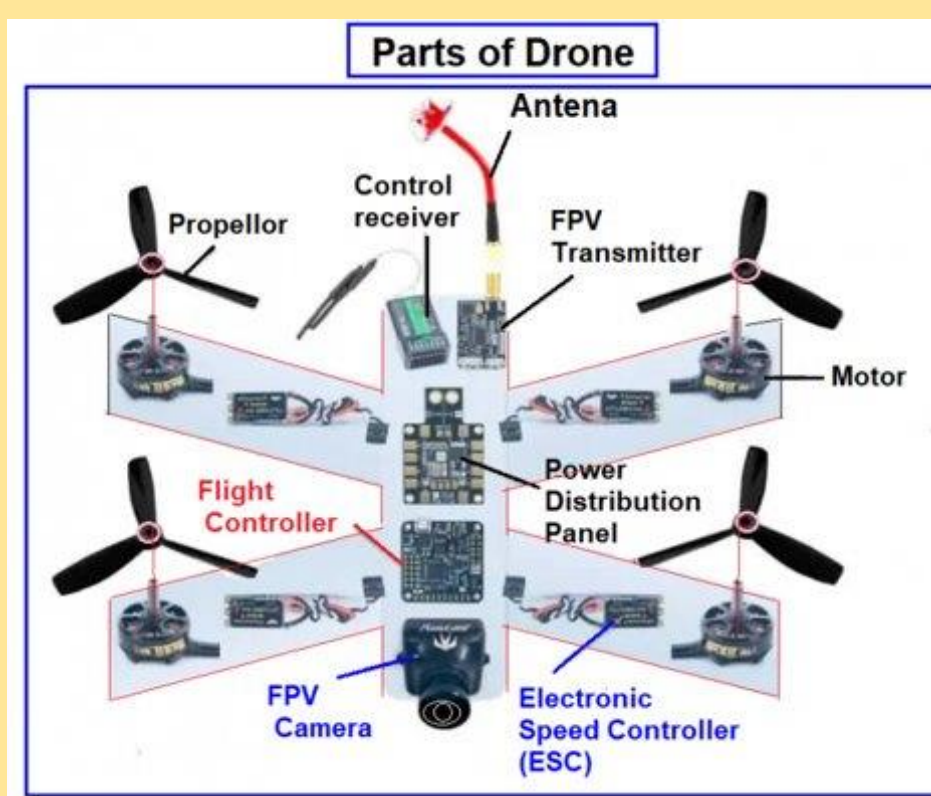 Parts of Drone
Antena
Control
receiver
FPV
Transmitter
Propellor
Motor
Power
Distribution
Panel
Flight
Controller
FPV
Camera
Electronic
Speed Controller
(ESC)